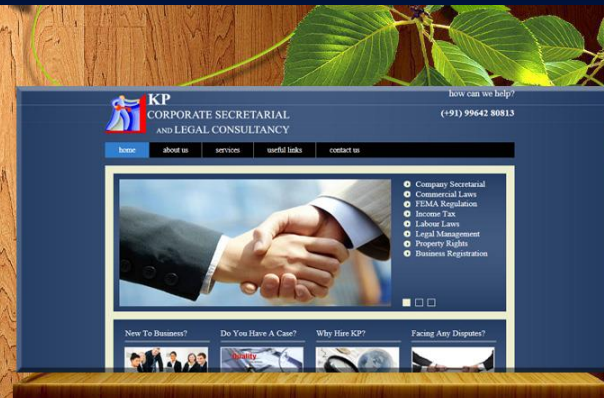 how can we help?
KP
CORPORATE SECRETARIAL
AND LEGAL CONSULTANCY
(+91) 99642 80813
home about us services useful links contact us
Company Secretarial
Commercial Laws
FEMA Regulation
Income Tax
Labour Laws
Legal Management
Property Rights
Business Registration
New To Business? Do You Have A Case? Why Hire KP? Facing Any Disputes?
Quality